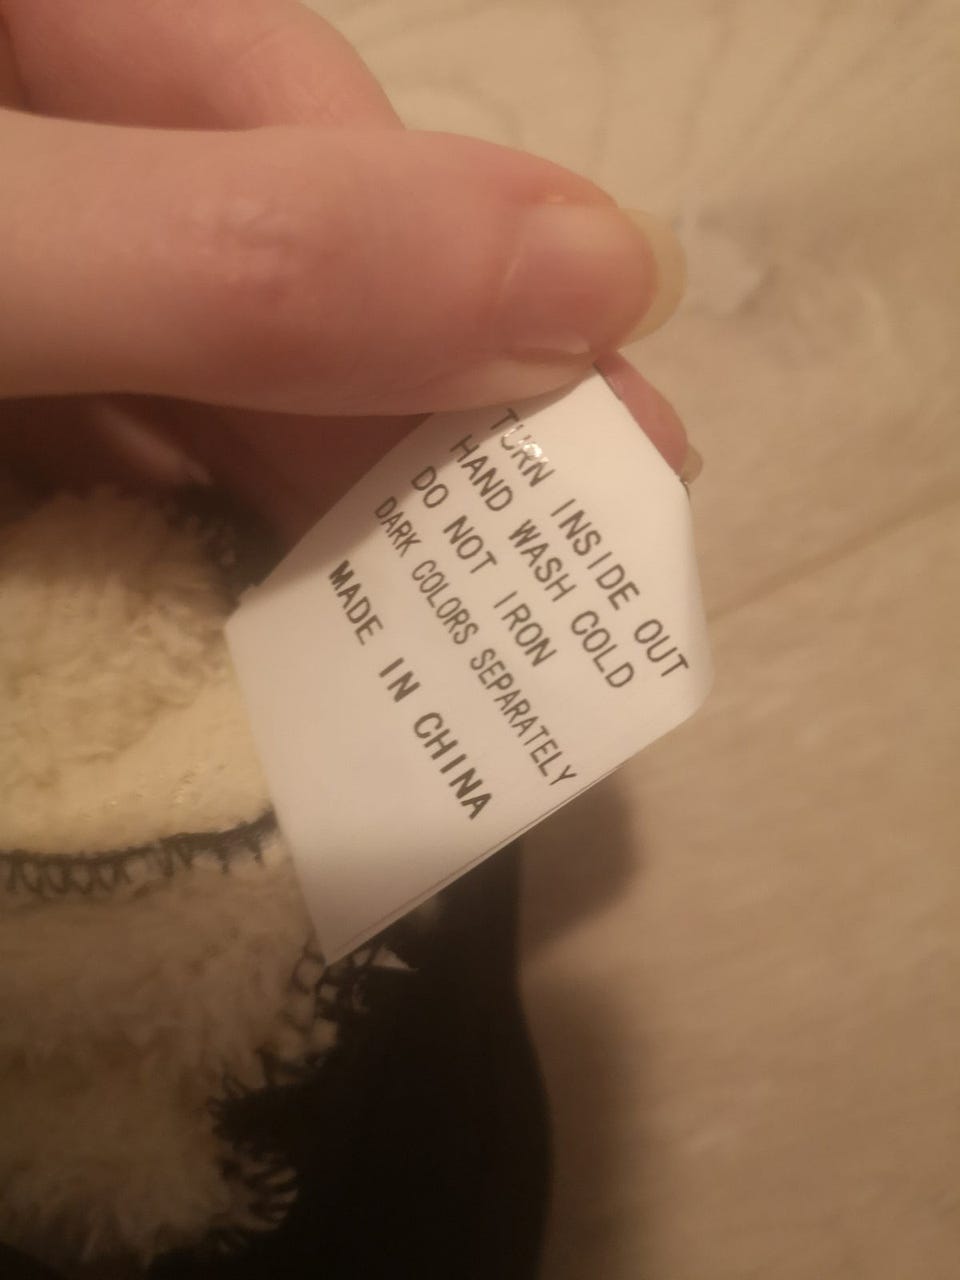 TURN INSIDE OUT
HAND WASH COLD
DO NOT IRON
DARK COLORS SEPARATELY
MADE IN CHINA